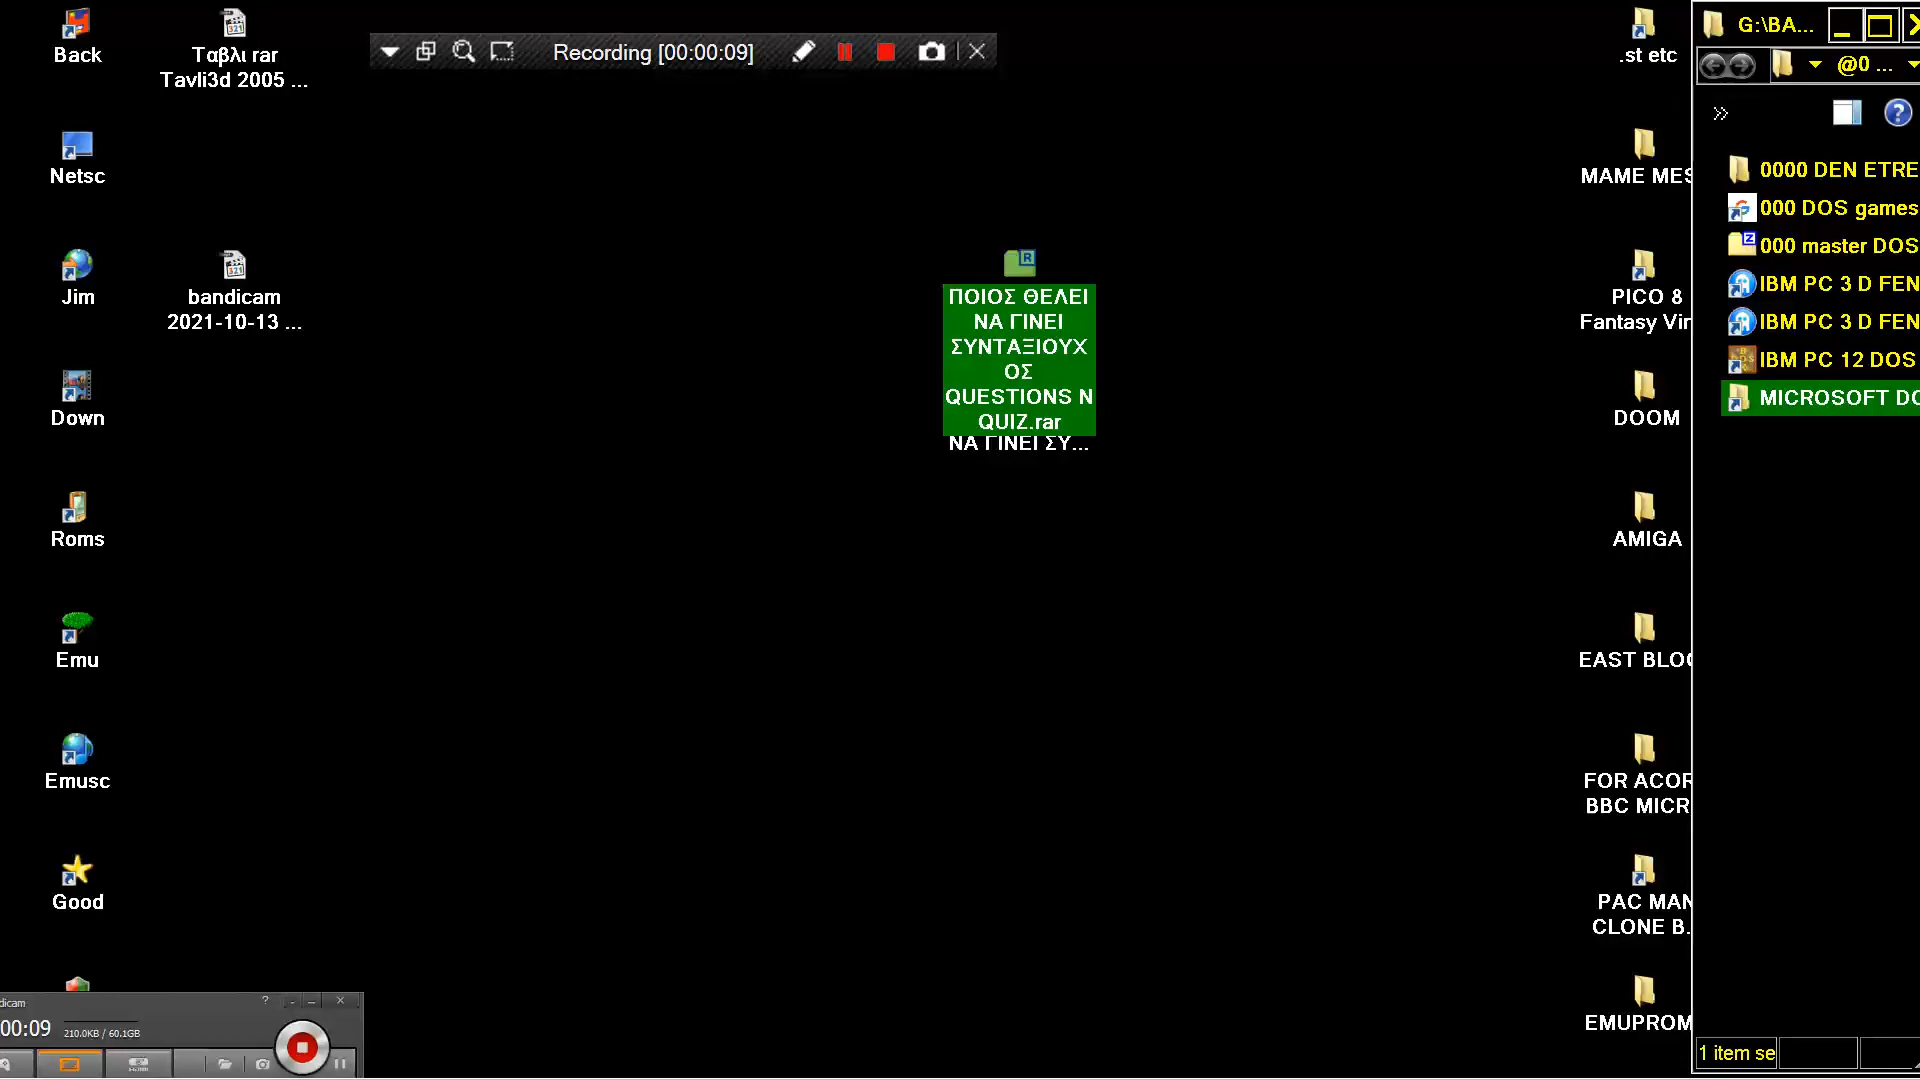 Back
Ταβλι rar
Tavli3d 2005 ...
Recording [00:00:09]
.st etc
G:\BA...
@0 ...
Netsc
MAME MES
0000 DEN ETRE
000 DOS games
000 master DOS
Jim
bandicam
2021-10-13 ...
ΠΟΙΟΣ ΘΕΛΕΙ
ΝΑ ΓΙΝΕΙ
ΣΥΝΤΑΞΙΟΥΧ
ΟΣ
QUESTIONS N
QUIZ.rar
ΝΑ ΓΙΝΕΙ ΣΥ...
PICO 8
Fantasy Vir
IBM PC 3 D FEN
IBM PC 3 D FEN
IBM PC 12 DOS
MICROSOFT DO
Down
DOOM
Roms
AMIGA
Emu
EAST BLOC
Emusc
FOR ACOR
BBC MICR
Good
PAC MAN
CLONE B.
EMUPROM
dicam
00:09
210.0KB / 60.1GB
1 item se